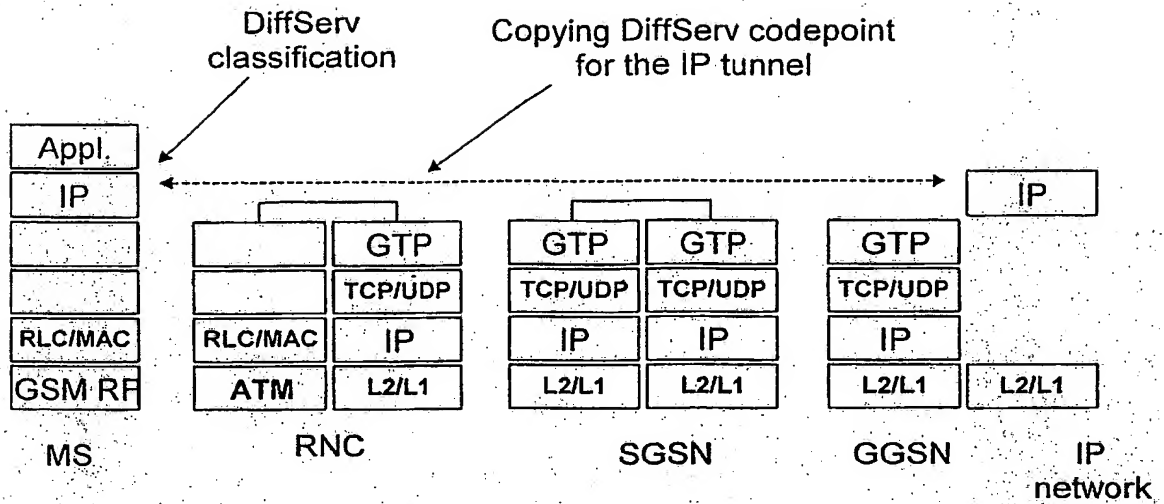 DiffServ
classification
Copying DiffServ codepoint
for the IP tunnel
Appl.
IP
IP
GTP
GTP
GTP
GTP
TCP/UDP
TCP/UDP
TCP/UDP
TCP/UDP
RLC/MAC
RLC/MAC
IP
IP
IP
IP
GSM RF
ATM
L2/L1
L2/L1
L2/L1
L2/L1
L2/L1
MS
RNC
SGSN
GGSN
IP
network